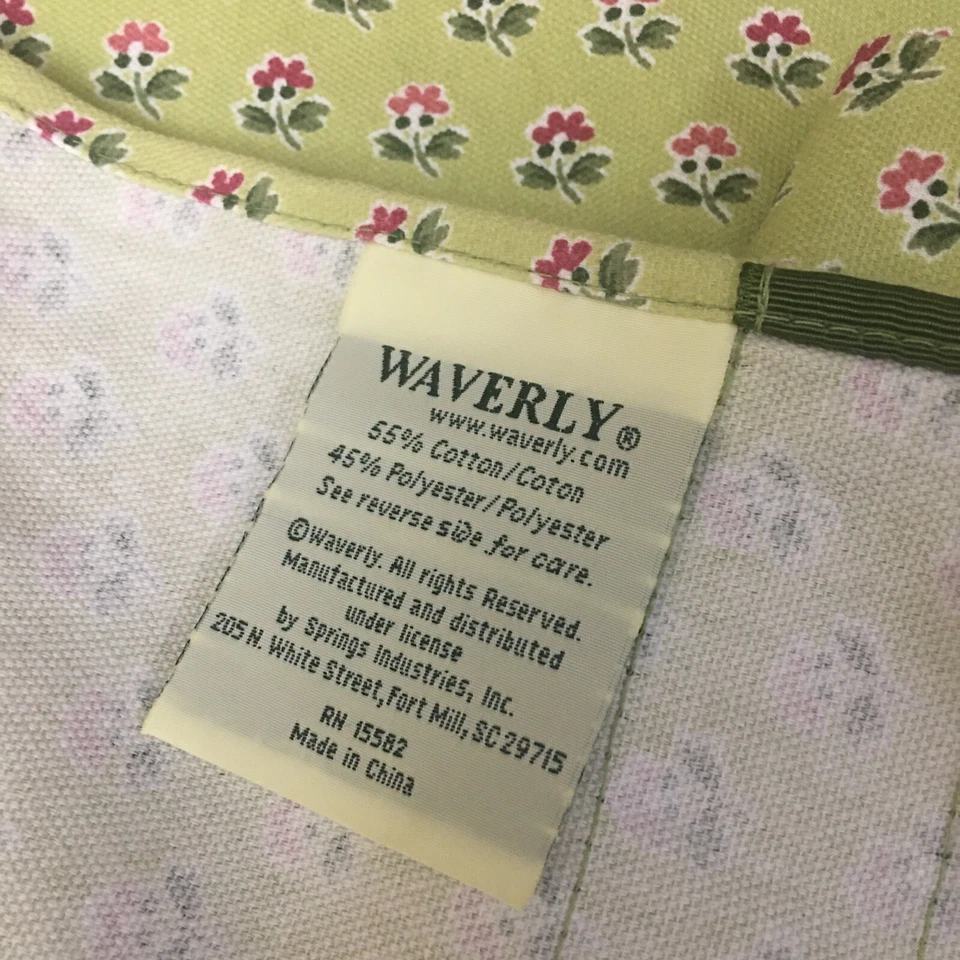 WAVERLY®
www.waverly.com
55% Cotton/Coton
45% Polyester/Polyester
See reverse side for care.
©Waverly. All rights Reserved.
Manufactured and distributed
under license
by Springs Industries, Inc.
205 N. White Street, Fort Mill, SC 29715
RN 15582
Made in China